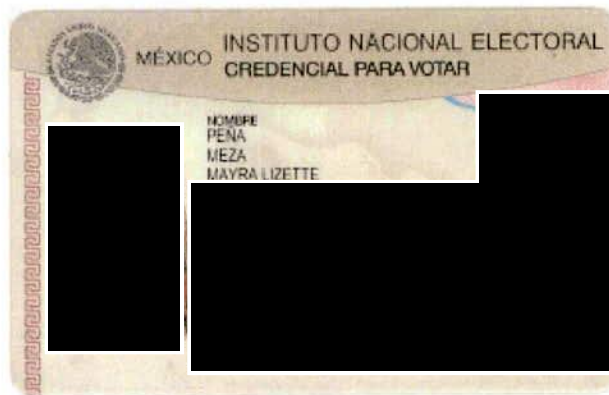 MÉXICO INSTITUTO NACIONAL ELECTORAL
CREDENCIAL PARA VOTAR
NOMBRE
PEÑA
MEZA
MAYRA LIZETTE